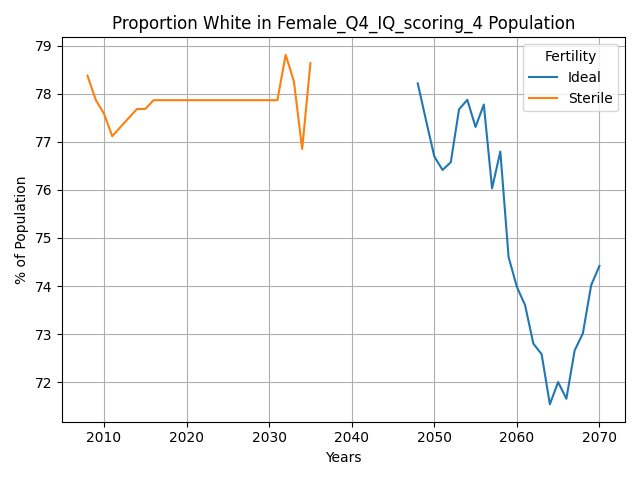 Proportion White in Female_Q4_IQ_scoring_4 Population
% of Population
79
78
77
76
75
74
73
72
Fertility
Ideal
Sterile
2010 2020 2030 2040 2050 2060 2070
Years